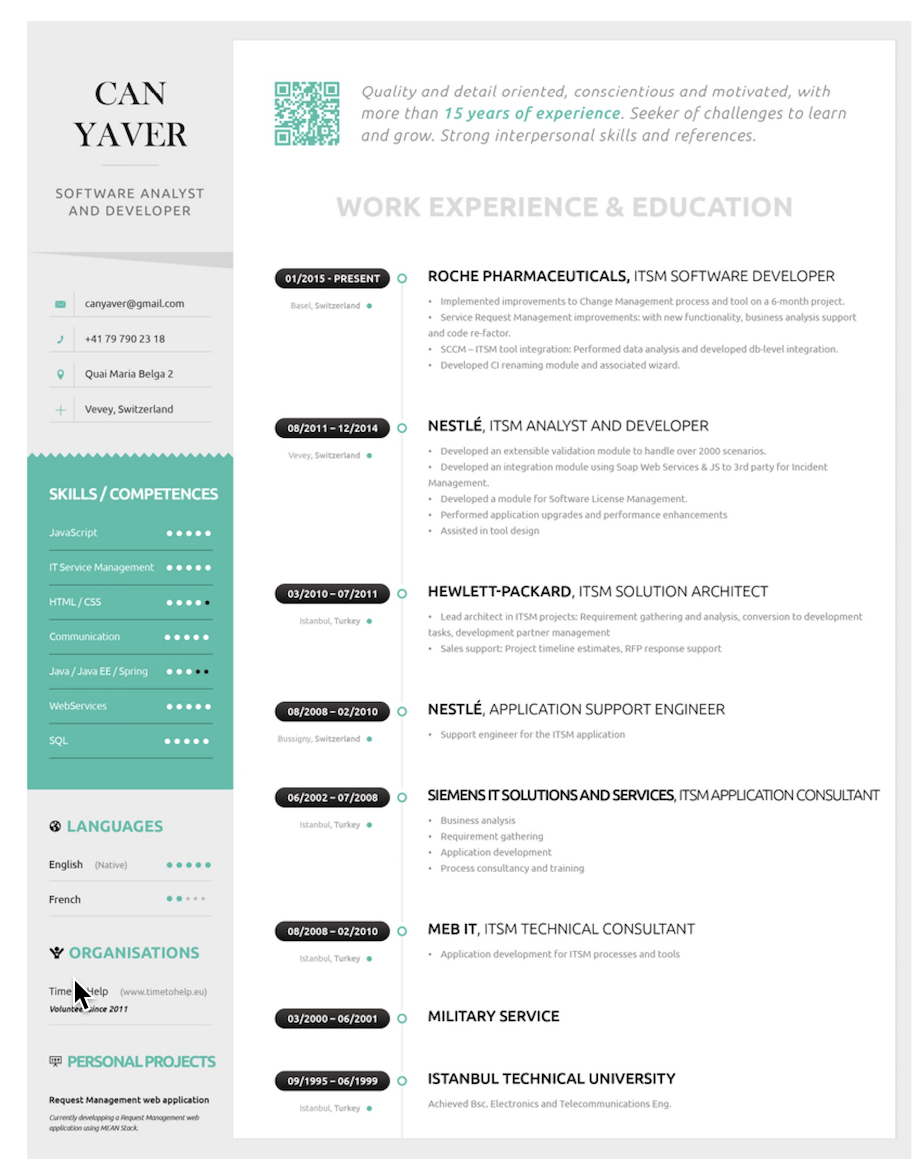 CAN
YAVER
SOFTWARE ANALYST
AND DEVELOPER
canyaver@gmail.com
+41 79 790 23 18
Quai Maria Belga 2
Vevey, Switzerland
SKILLS / COMPETENCES
JavaScript
IT Service Management
HTML / CSS
Communication
Java / Java EE / Spring
WebServices
SQL
LANGUAGES
English (Native)
French
ORGANISATIONS
Time Help (www.timetohelp.eu)
since 2011
PERSONAL PROJECTS
Request Management web application
Currently developping a Request Management web
application using MEAN Stack.
Quality and detail oriented, conscientious and motivated, with
more than 15 years of experience. Seeker of challenges to learn
and grow. Strong interpersonal skills and references.
WORK EXPERIENCE & EDUCATION
01/2015 - PRESENT
Basel, Switzerland
ROCHE PHARMACEUTICALS, ITSM SOFTWARE DEVELOPER
• Implemented improvements to Change Management process and tool on a 6-month project.
• Service Request Management improvements: with new functionality, business analysis support
and code re-factor.
• SCCM – ITSM tool integration: Performed data analysis and developed db-level integration.
• Developed CI renaming module and associated wizard.
08/2011 – 12/2014
Vevey, Switzerland
NESTLÉ, ITSM ANALYST AND DEVELOPER
• Developed an extensible validation module to handle over 2000 scenarios.
• Developed an integration module using Soap Web Services & JS to 3rd party for Incident
Management.
• Developed a module for Software License Management.
• Performed application upgrades and performance enhancements
• Assisted in tool design
03/2010 – 07/2011
Istanbul, Turkey
HEWLETT-PACKARD, ITSM SOLUTION ARCHITECT
• Lead architect in ITSM projects: Requirement gathering and analysis, conversion to development
tasks, development partner management
• Sales support: Project timeline estimates, RFP response support
08/2008 – 02/2010
Bussigny, Switzerland
NESTLÉ, APPLICATION SUPPORT ENGINEER
• Support engineer for the ITSM application
06/2002 – 07/2008
Istanbul, Turkey
SIEMENS IT SOLUTIONS AND SERVICES, ITSM APPLICATION CONSULTANT
• Business analysis
• Requirement gathering
• Application development
• Process consultancy and training
08/2008 – 02/2010
Istanbul, Turkey
MEB IT, ITSM TECHNICAL CONSULTANT
• Application development for ITSM processes and tools
03/2000 – 06/2001
MILITARY SERVICE
09/1995 – 06/1999
Istanbul, Turkey
ISTANBUL TECHNICAL UNIVERSITY
Achieved Bsc. Electronics and Telecommunications Eng.